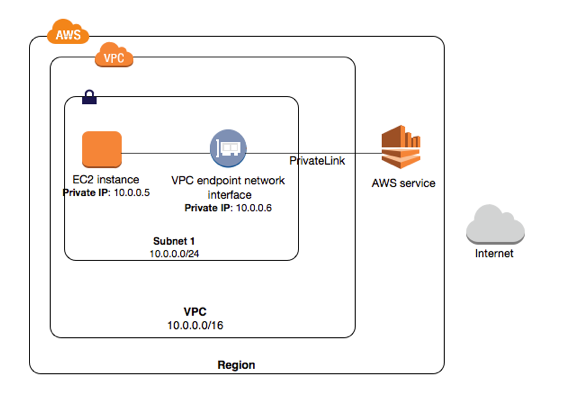 AWS
VPC
EC2 instance
Private IP: 10.0.0.5
VPC endpoint network
interface
Private IP: 10.0.0.6
PrivateLink
AWS service
Subnet 1
10.0.0.0/24
Internet
VPC
10.0.0.0/16
Region